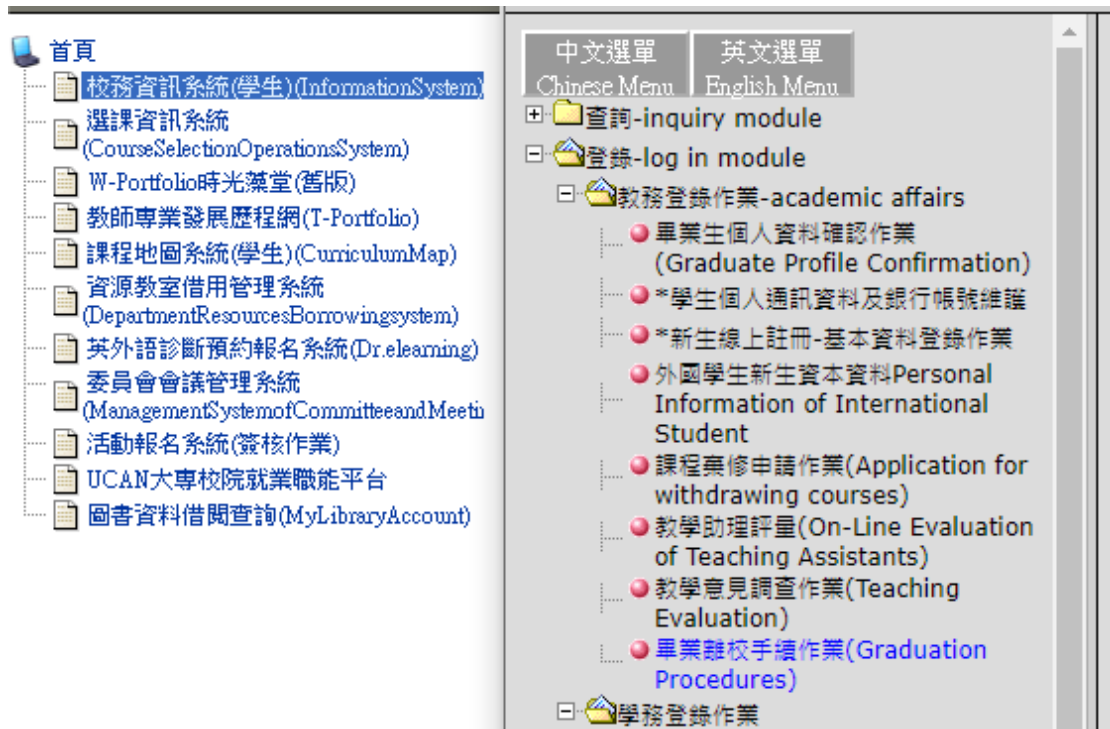 首頁
校務資訊系統(學生)(InformationSystem)
選課資訊系統
(CourseSelectionOperationsSystem)
W-Portfolio時光藻堂(舊版)
教師專業發展歷程網(T-Portfolio)
課程地圖系統(學生)(CurriculumMap)
資源教室借用管理系統
(DepartmentResourcesBorrowingsystem)
英外語診斷預約報名系統(Dr.elearning)
委員會會議管理系統
(ManagementSystemofCommitteeandMeetin
活動報名系統(簽核作業)
UCAN大專校院就業職能平台
圖書資料借閱查詢(MyLibraryAccount)
中文選單
Chinese Menu
英文選單
English Menu
查詢-inquiry module
登錄-log in module
教務登錄作業-academic affairs
畢業生個人資料確認作業
(Graduate Profile Confirmation)
*學生個人通訊資料及銀行帳號維護
*新生線上註冊-基本資料登錄作業
外國學生新生資本資料Personal
Information of International
Student
課程棄修申請作業(Application for
withdrawing courses)
教學助理評量(On-Line Evaluation
of Teaching Assistants)
教學意見調查作業(Teaching
Evaluation)
畢業離校手續作業(Graduation
Procedures)
學務登錄作業